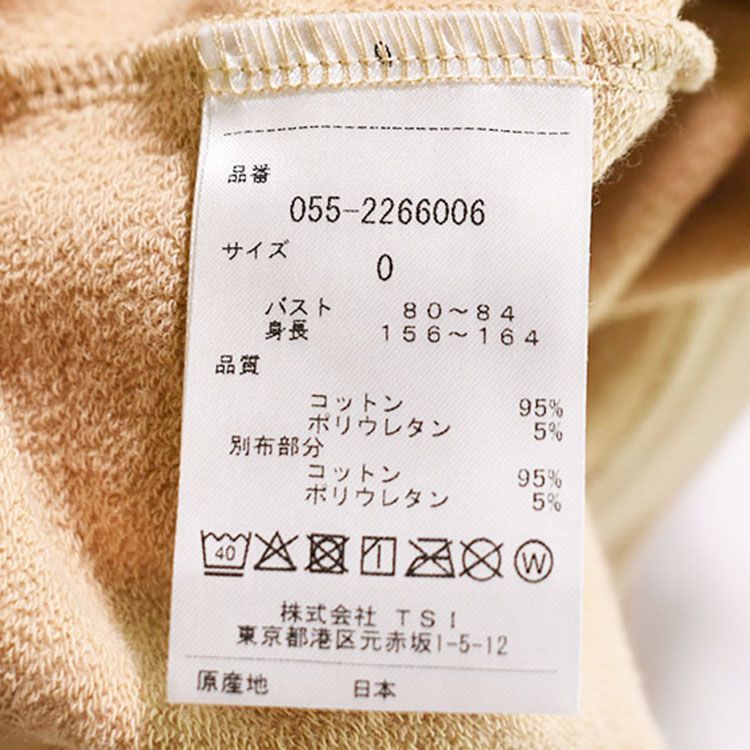 品番
055-2266006
サイズ
0
バスト 80～84
身長 156～164
品質
コットン 95%
ポリウレタン 5%
別布部分
コットン 95%
ポリウレタン 5%
40 W
株式会社 TSI
東京都港区元赤坂1-5-12
原産地 日本